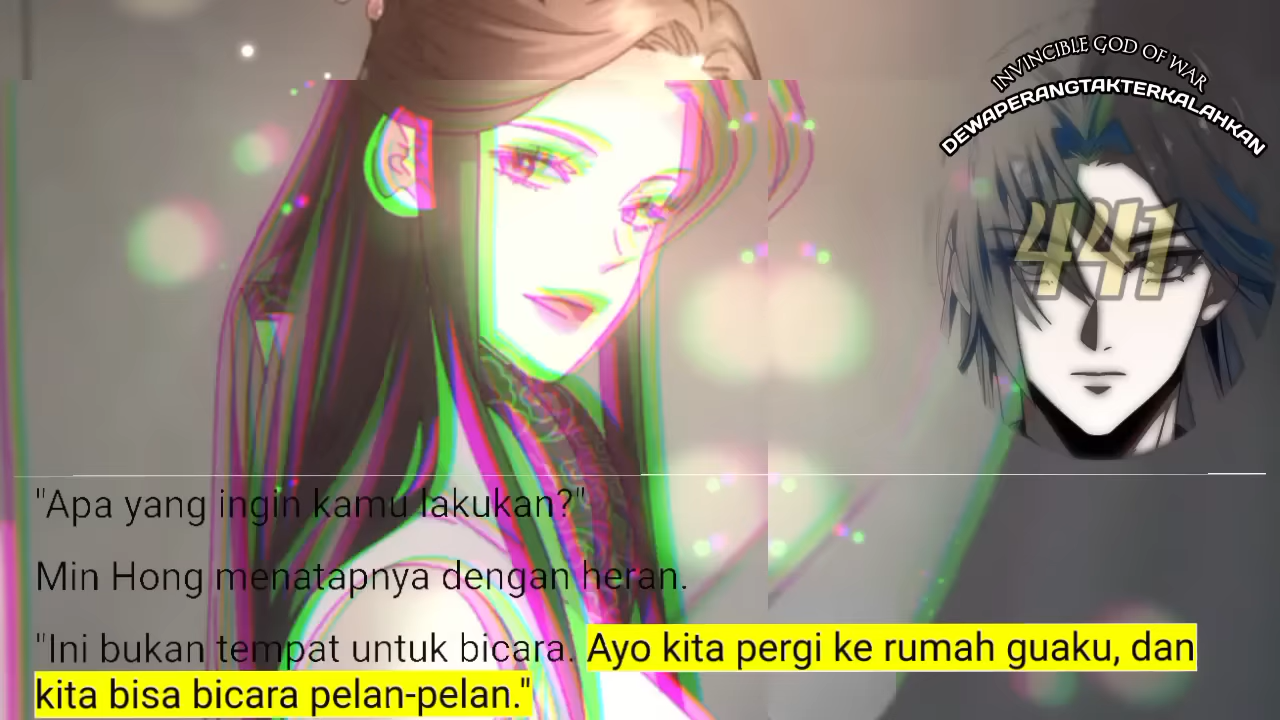 INVINCIBLE GOD OF WAR
DEWAPERANGTAKTERKALAHKAN
441
"Apa yang ingin kamu lakukan?"
Min Hong menatapnya dengan heran.
"Ini bukan tempat untuk bicara. Ayo kita pergi ke rumah guaku, dan
kita bisa bicara pelan-pelan."